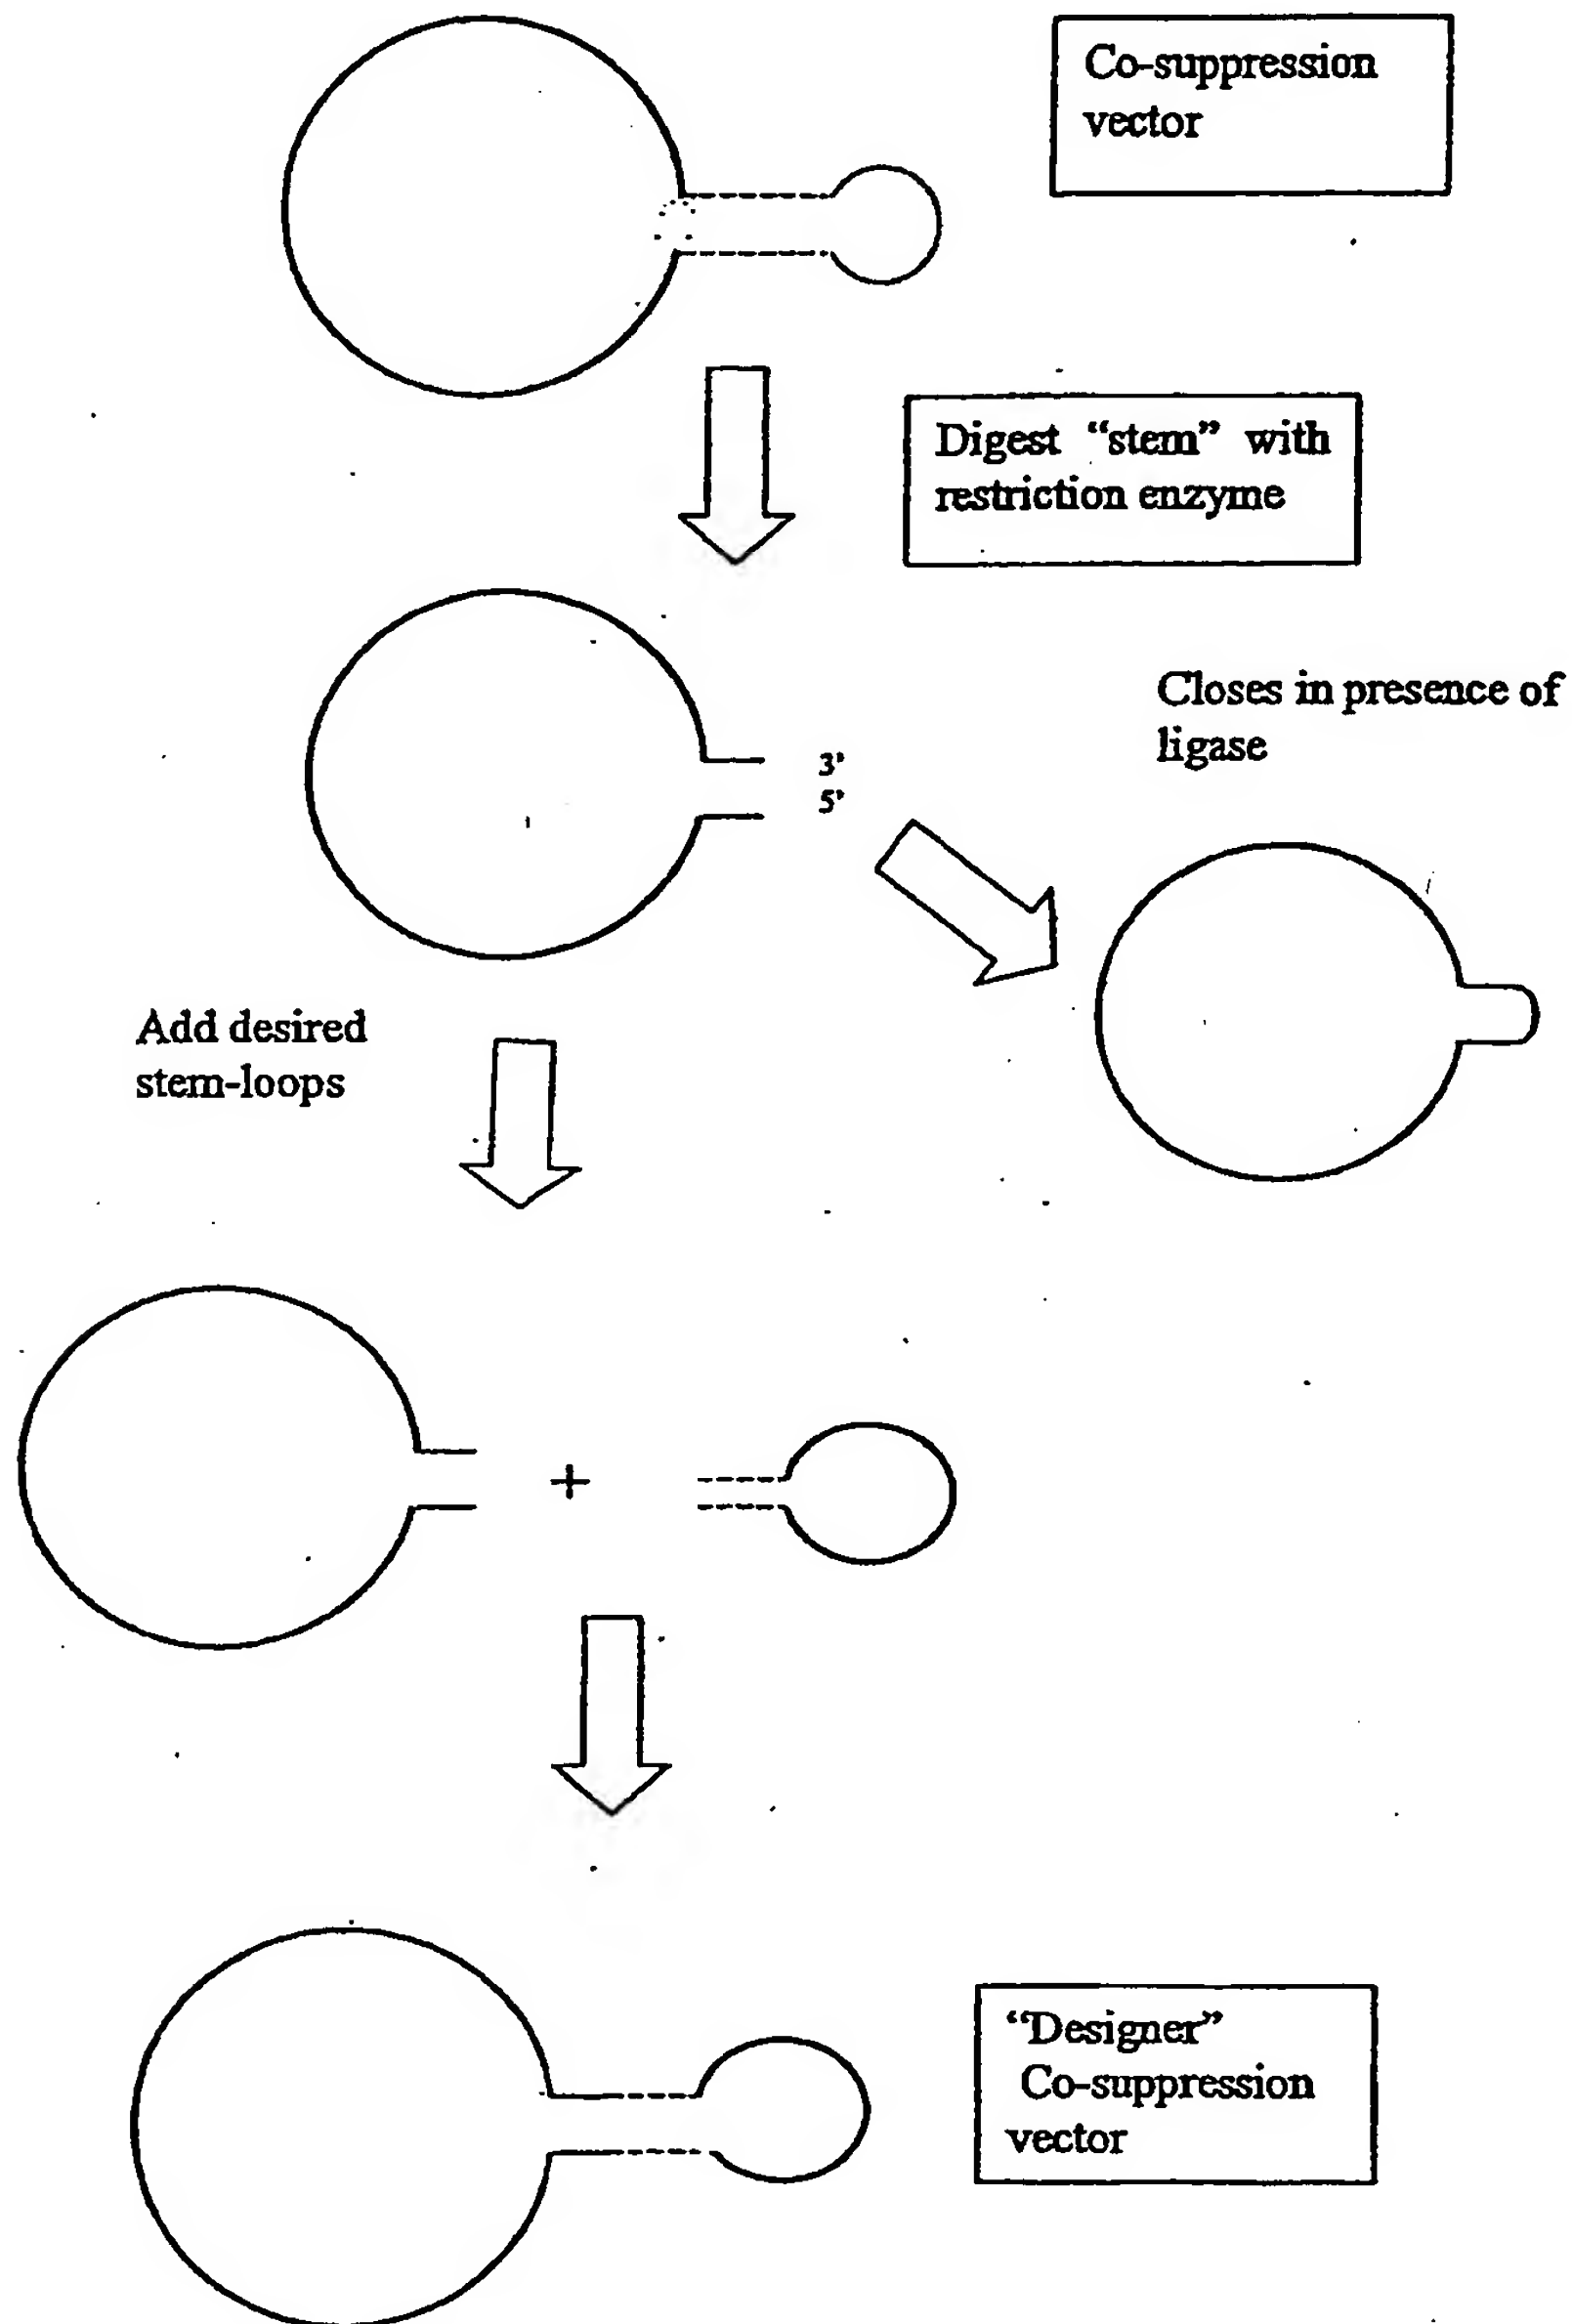 Co-suppression
vector
Digest “stem” with
restriction enzyme
Closes in presence of
ligase
3'
5'
Add desired
stem-loops
+
“Designer”
Co-suppression
vector